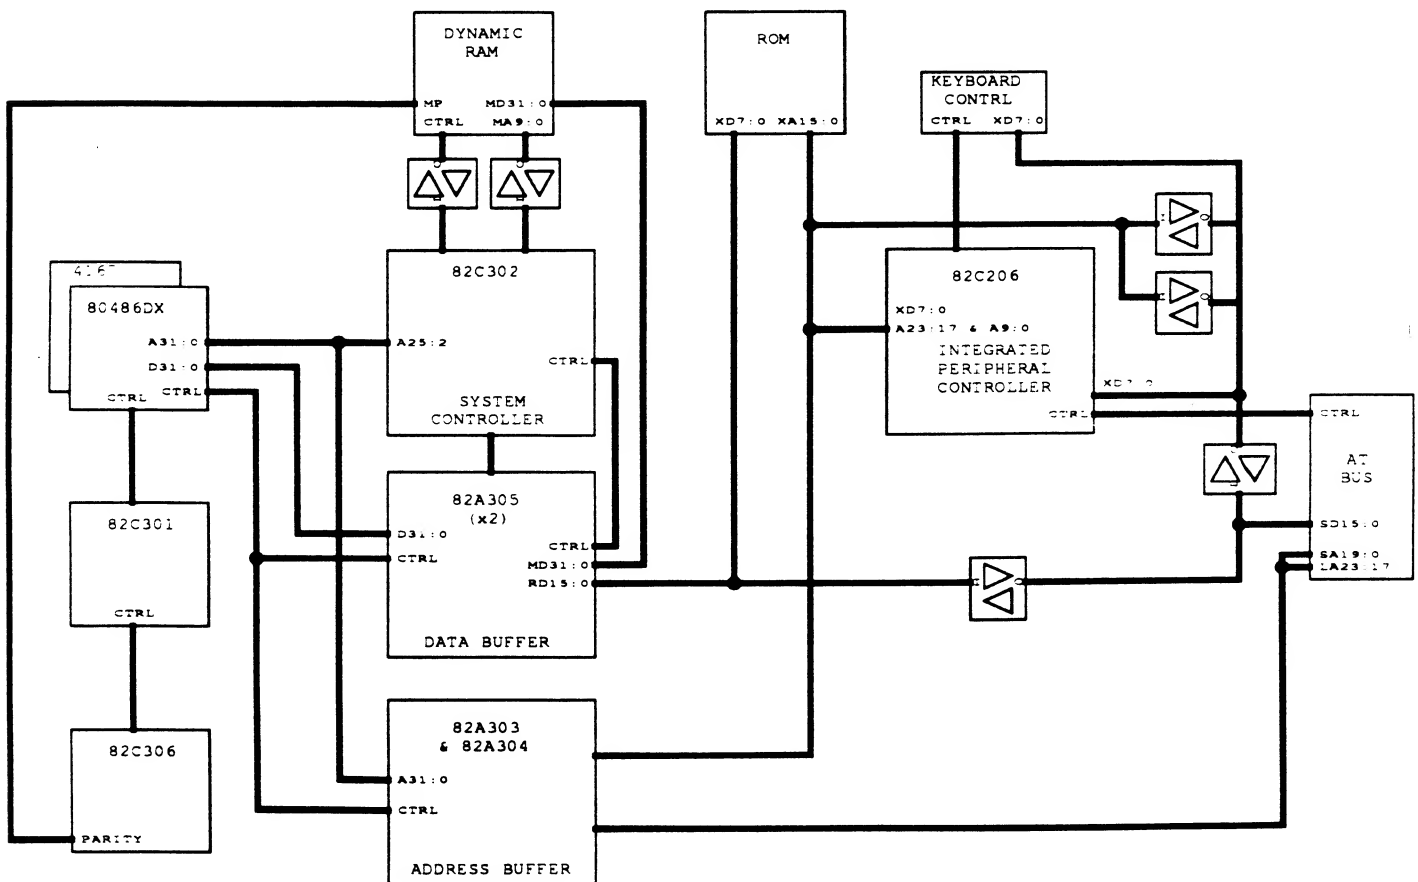 DYNAMIC
RAM
MP MD31:0
CTRL MA9:0
ROM
XD7:0 XA15:0
KEYBOARD
CONTRL
CTRL XD7:0
80486DX
A31:0
D31:0
CTRL
CTRL
82C302
A25:2
CTRL
SYSTEM
CONTROLLER
82C206
XD7:0
A23:17 & A9:0
INTEGRATED
PERIPHERAL
CONTROLLER
XD7:0
CTRL
CTRL
AT
BUS
SD15:0
SA19:0
LA23:17
82C301
CTRL
82A305
(x2)
D31:0
CTRL
CTRL
MD31:0
RD15:0
DATA BUFFER
82C306
PARITY
82A303
& 82A304
A31:0
CTRL
ADDRESS BUFFER